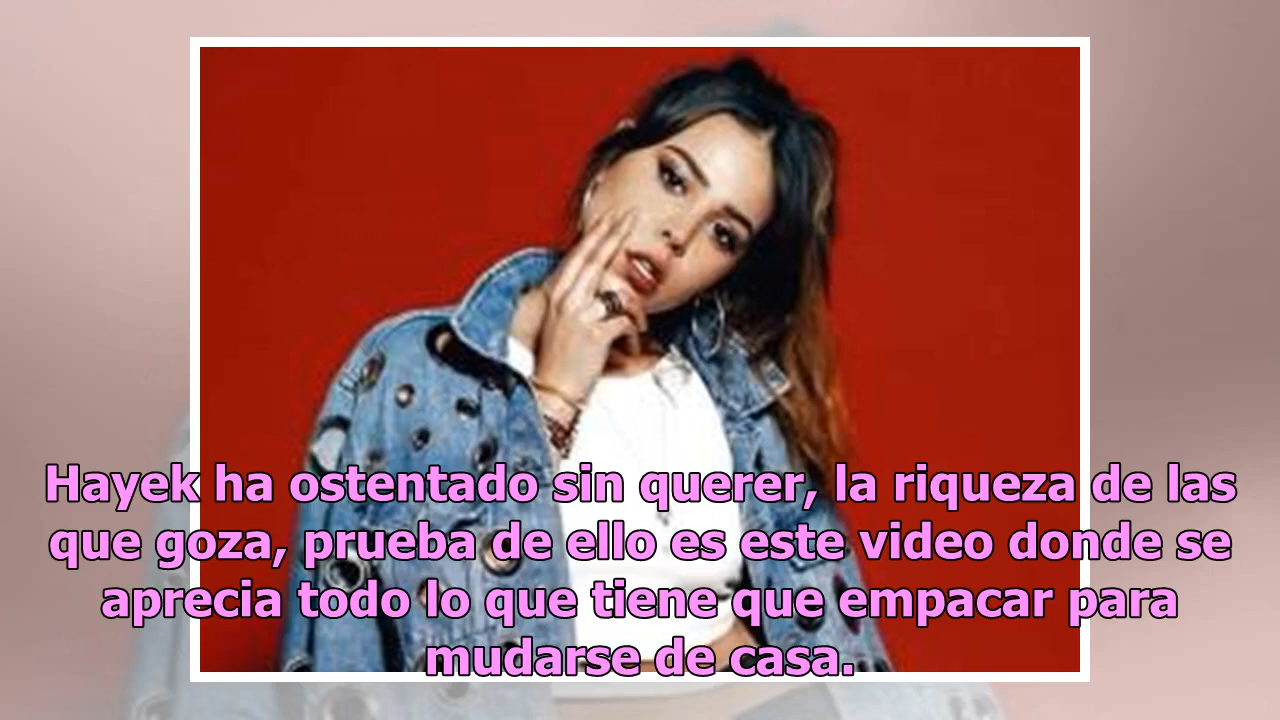 Hayek ha ostentado sin querer, la riqueza de las
que goza, prueba de ello es este video donde se
aprecia todo lo que tiene que empacar para
mudarse de casa.